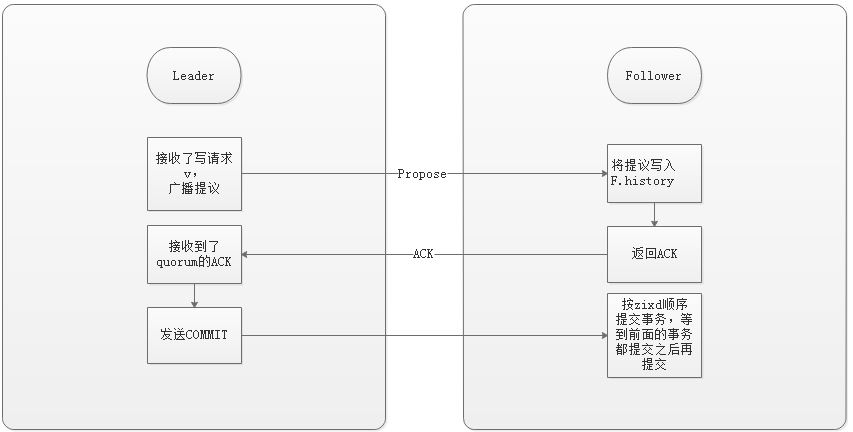 Leader
Follower
接收了写请求
v,
广播提议
Propose
将提议写入
F.history
接收到了
quorum的ACK
ACK
返回ACK
发送COMMIT
按zixd顺序
提交事务，等
到前面的事务
都提交之后再
提交